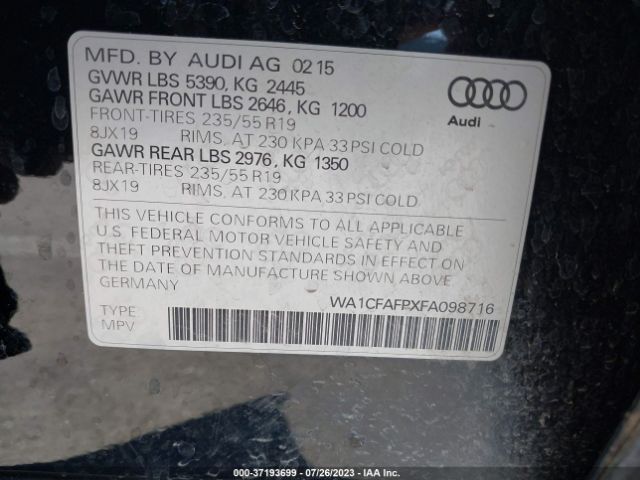 MFD. BY AUDI AG 02 15
GVWR LBS 5390, KG 2445
GAWR FRONT LBS 2646, KG 1200
FRONT-TIRES 235/55 R19
8JX19 RIMS, AT 230 KPA 33 PSI COLD
GAWR REAR LBS 2976, KG 1350
REAR-TIRES 235/55 R19
8JX19 RIMS, AT 230 KPA 33 PSI COLD
Audi
THIS VEHICLE CONFORMS TO ALL APPLICABLE
U.S. FEDERAL MOTOR VEHICLE SAFETY AND
THEFT PREVENTION STANDARDS IN EFFECT ON
THE DATE OF MANUFACTURE SHOWN ABOVE
GERMANY
WA1CFAFPXFA098716
TYPE
MPV
000-37193699 - 07/26/2023 - IAA Inc.